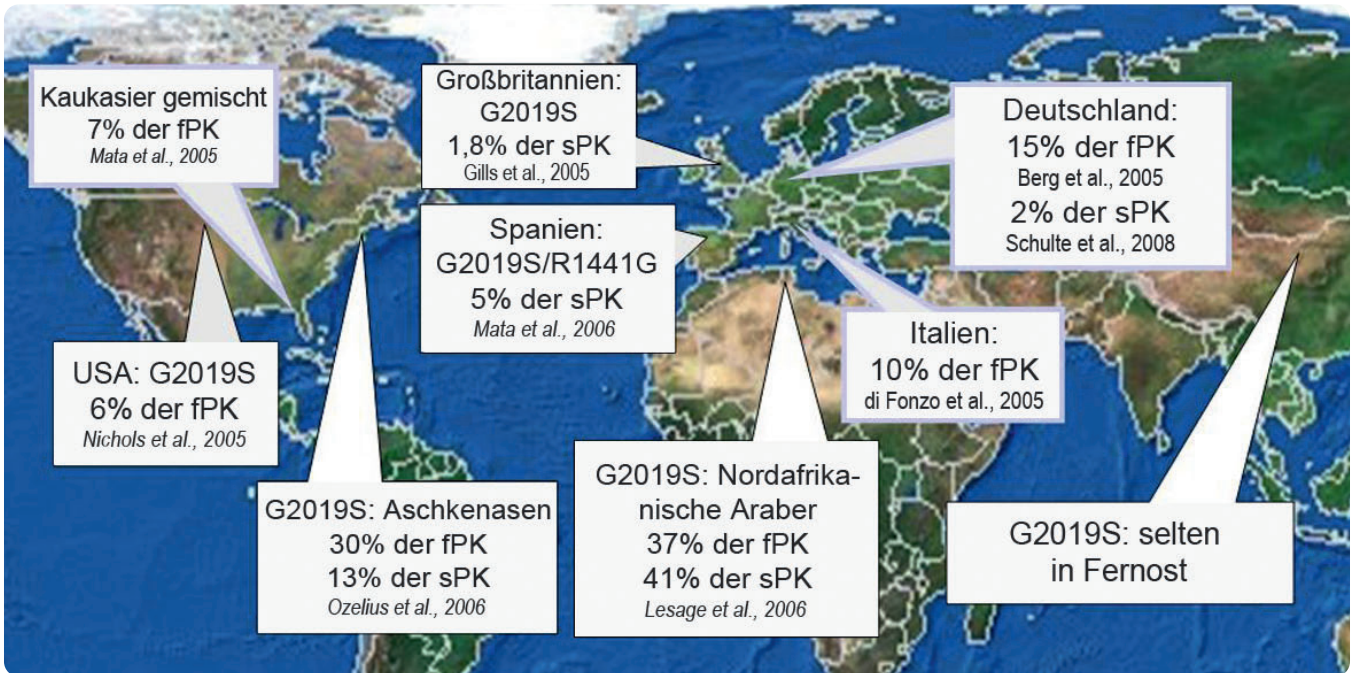 Kaukasier gemischt
7% der fPK
Mata et al., 2005
Großbritannien:
G2019S
1,8% der sPK
Gills et al., 2005
Deutschland:
15% der fPK
Berg et al., 2005
2% der sPK
Schulte et al., 2008
Spanien:
G2019S/R1441G
5% der sPK
Mata et al., 2006
Italien:
10% der fPK
di Fonzo et al., 2005
USA: G2019S
6% der fPK
Nichols et al., 2005
G2019S: Aschkenasen
30% der fPK
13% der sPK
Ozelius et al., 2006
G2019S: Nordafrika-
nische Araber
37% der fPK
41% der sPK
Lesage et al., 2006
G2019S: selten
in Fernost